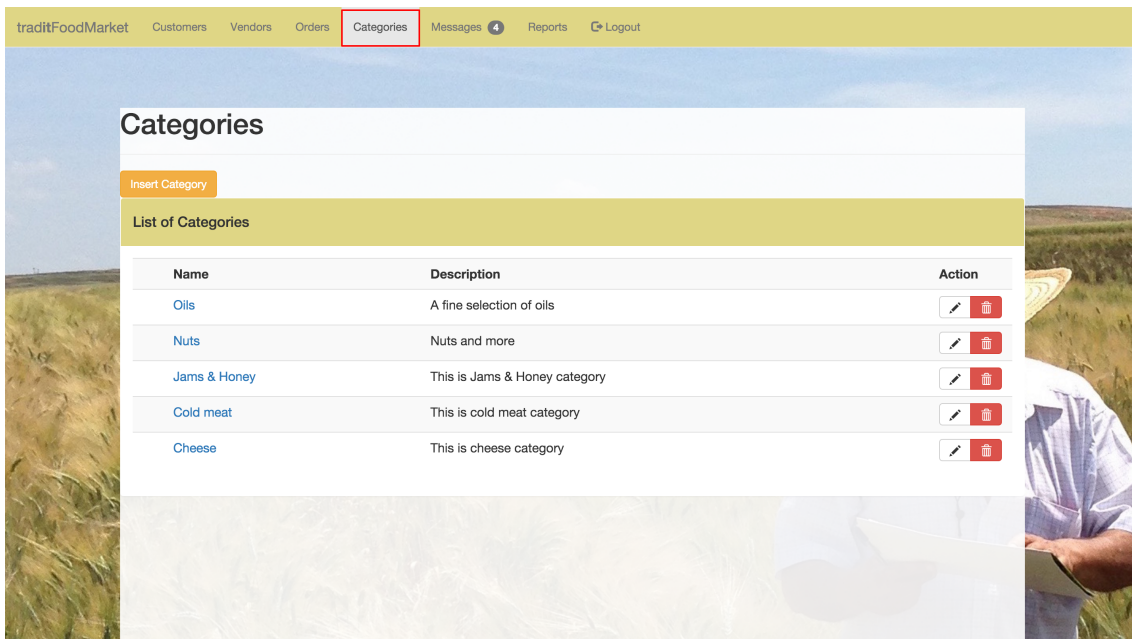 traditFoodMarket Customers Vendors Orders Categories Messages 4 Reports Logout
Categories
Insert Category
List of Categories
Name Description Action
Oils A fine selection of oils
Nuts Nuts and more
Jams & Honey This is Jams & Honey category
Cold meat This is cold meat category
Cheese This is cheese category